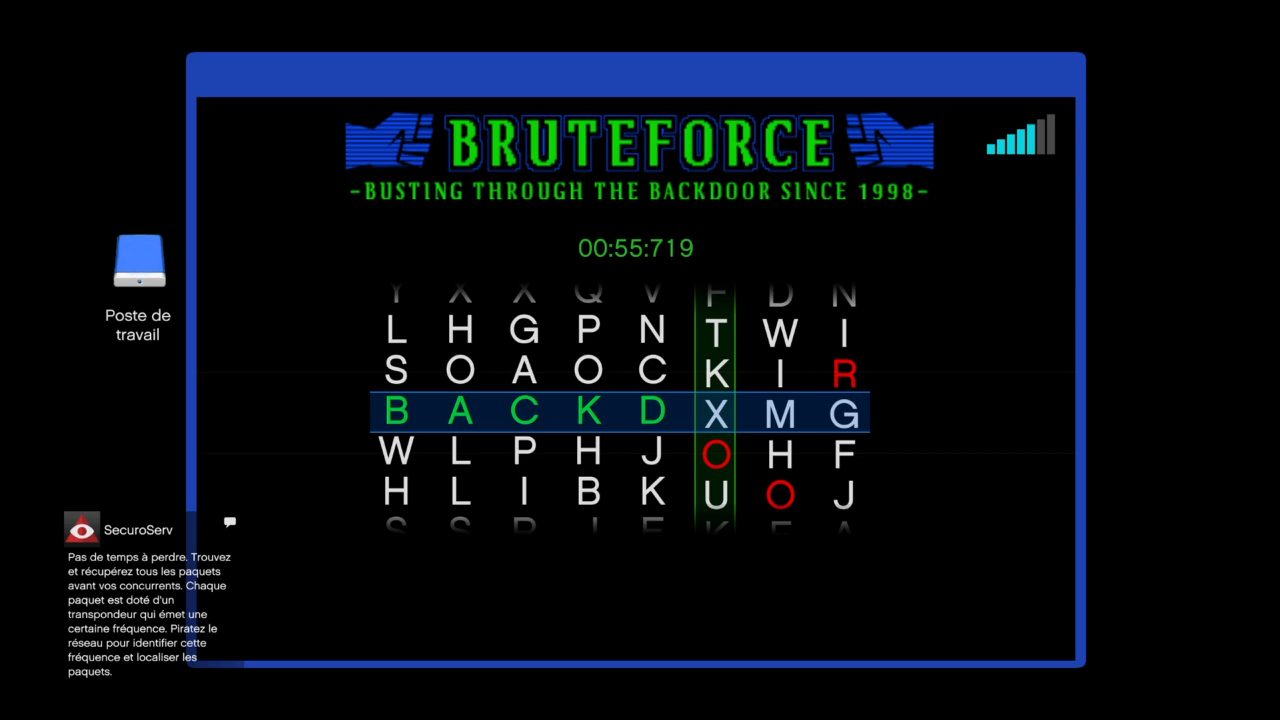 BRUTEFORCE
-BUSTING THROUGH THE BACKDOOR SINCE 1998-
00:55:719
Y X X Q V F D N
L H G P N T W I
S O A O C K I R
B A C K D X M G
W L P H J O H F
H L I B K U O J
Poste de
travail
SecuroServ
Pas de temps à perdre. Trouvez
et récupérez tous les paquets
avant vos concurrents. Chaque
paquet est doté d'un
transpondeur qui émet une
certaine fréquence. Piratez le
réseau pour identifier cette
fréquence et localiser les
paquets.